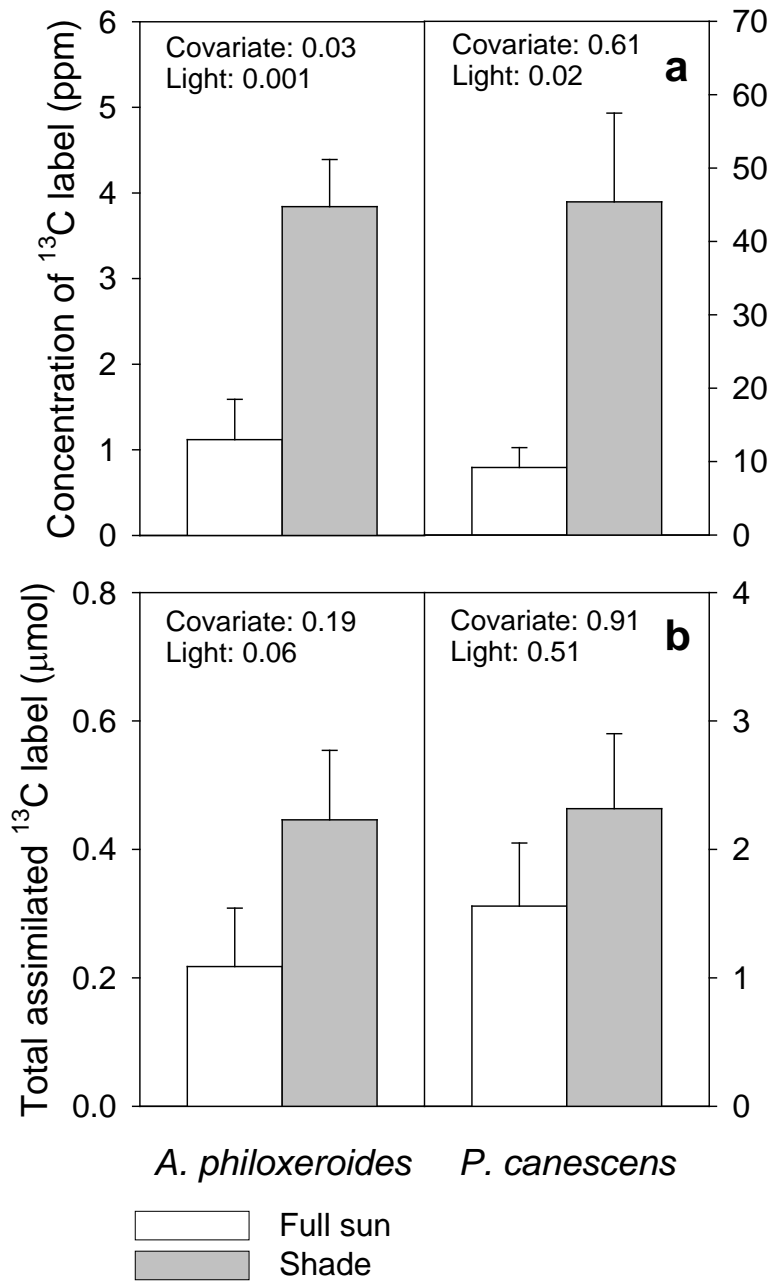 Concentration of ¹³C label (ppm)
6
5
4
3
2
1
0
Covariate: 0.03
Light: 0.001
Covariate: 0.61
Light: 0.02
a
70
60
50
40
30
20
10
0
Total assimilated ¹³C label (μmol)
0.8
0.6
0.4
0.2
0.0
Covariate: 0.19
Light: 0.06
Covariate: 0.91
Light: 0.51
b
4
3
2
1
0
A. philoxeroides
P. canescens
Full sun
Shade